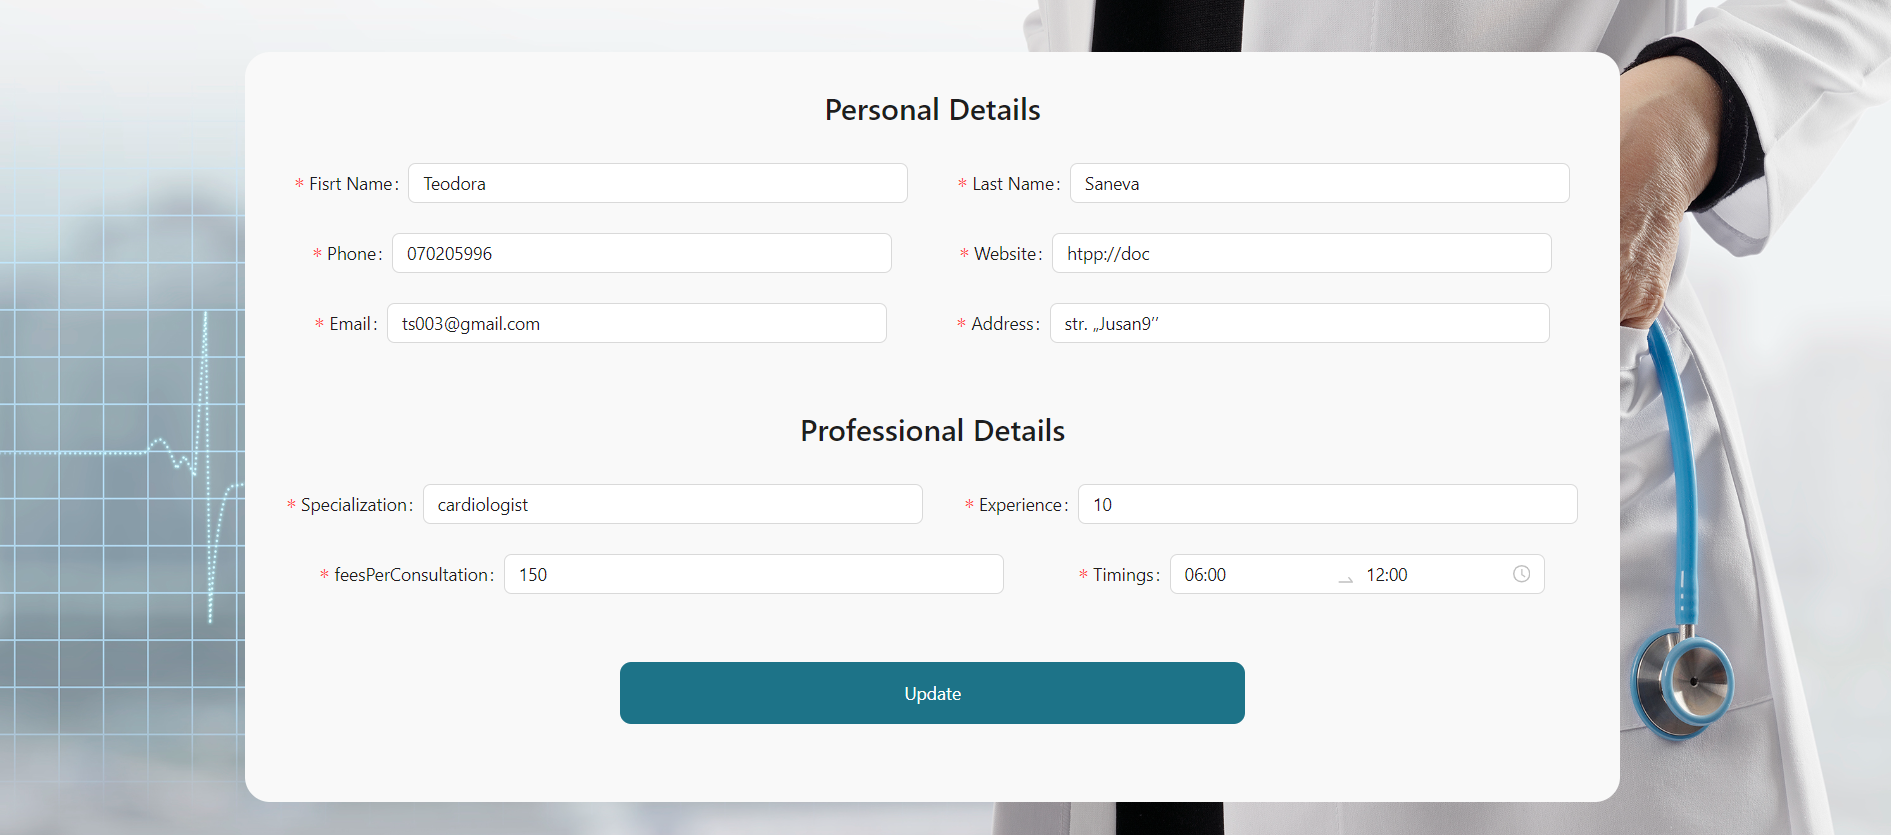 Personal Details
* Fisrt Name: Teodora * Last Name: Saneva
* Phone: 070205996 * Website: htpp://doc
* Email: ts003@gmail.com * Address: str. „Jusan9’’
Professional Details
* Specialization: cardiologist * Experience: 10
* feesPerConsultation: 150 * Timings: 06:00 → 12:00
Update